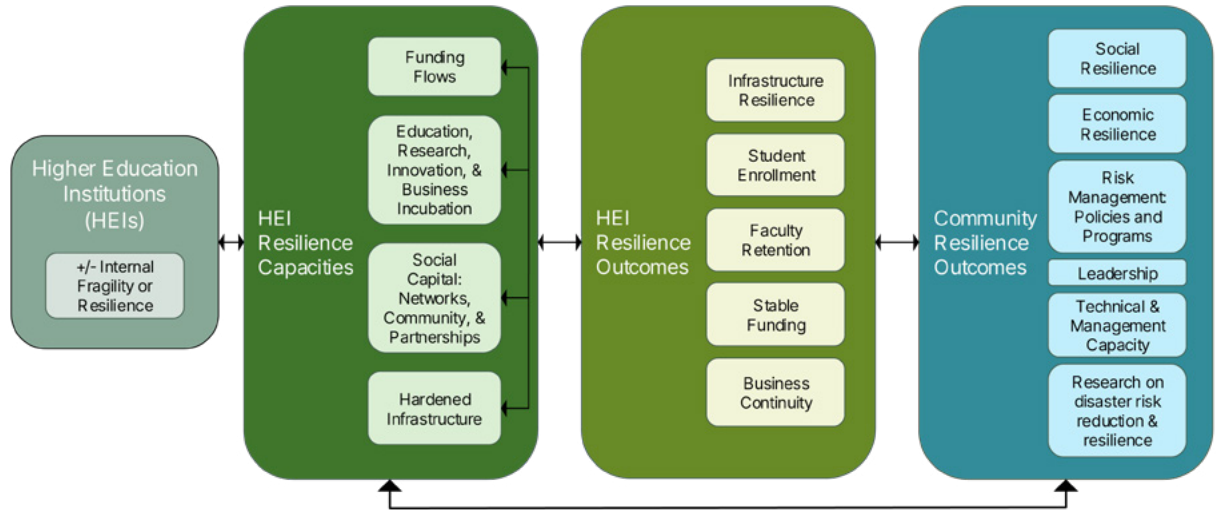 Higher Education
Institutions
(HEIs)
+/- Internal
Fragility or
Resilience
HEI
Resilience
Capacities
Funding
Flows
Education,
Research,
Innovation, &
Business
Incubation
Social
Capital:
Networks,
Community, &
Partnerships
Hardened
Infrastructure
HEI
Resilience
Outcomes
Infrastructure
Resilience
Student
Enrollment
Faculty
Retention
Stable
Funding
Business
Continuity
Community
Resilience
Outcomes
Social
Resilience
Economic
Resilience
Risk
Management:
Policies and
Programs
Leadership
Technical &
Management
Capacity
Research on
disaster risk
reduction &
resilience